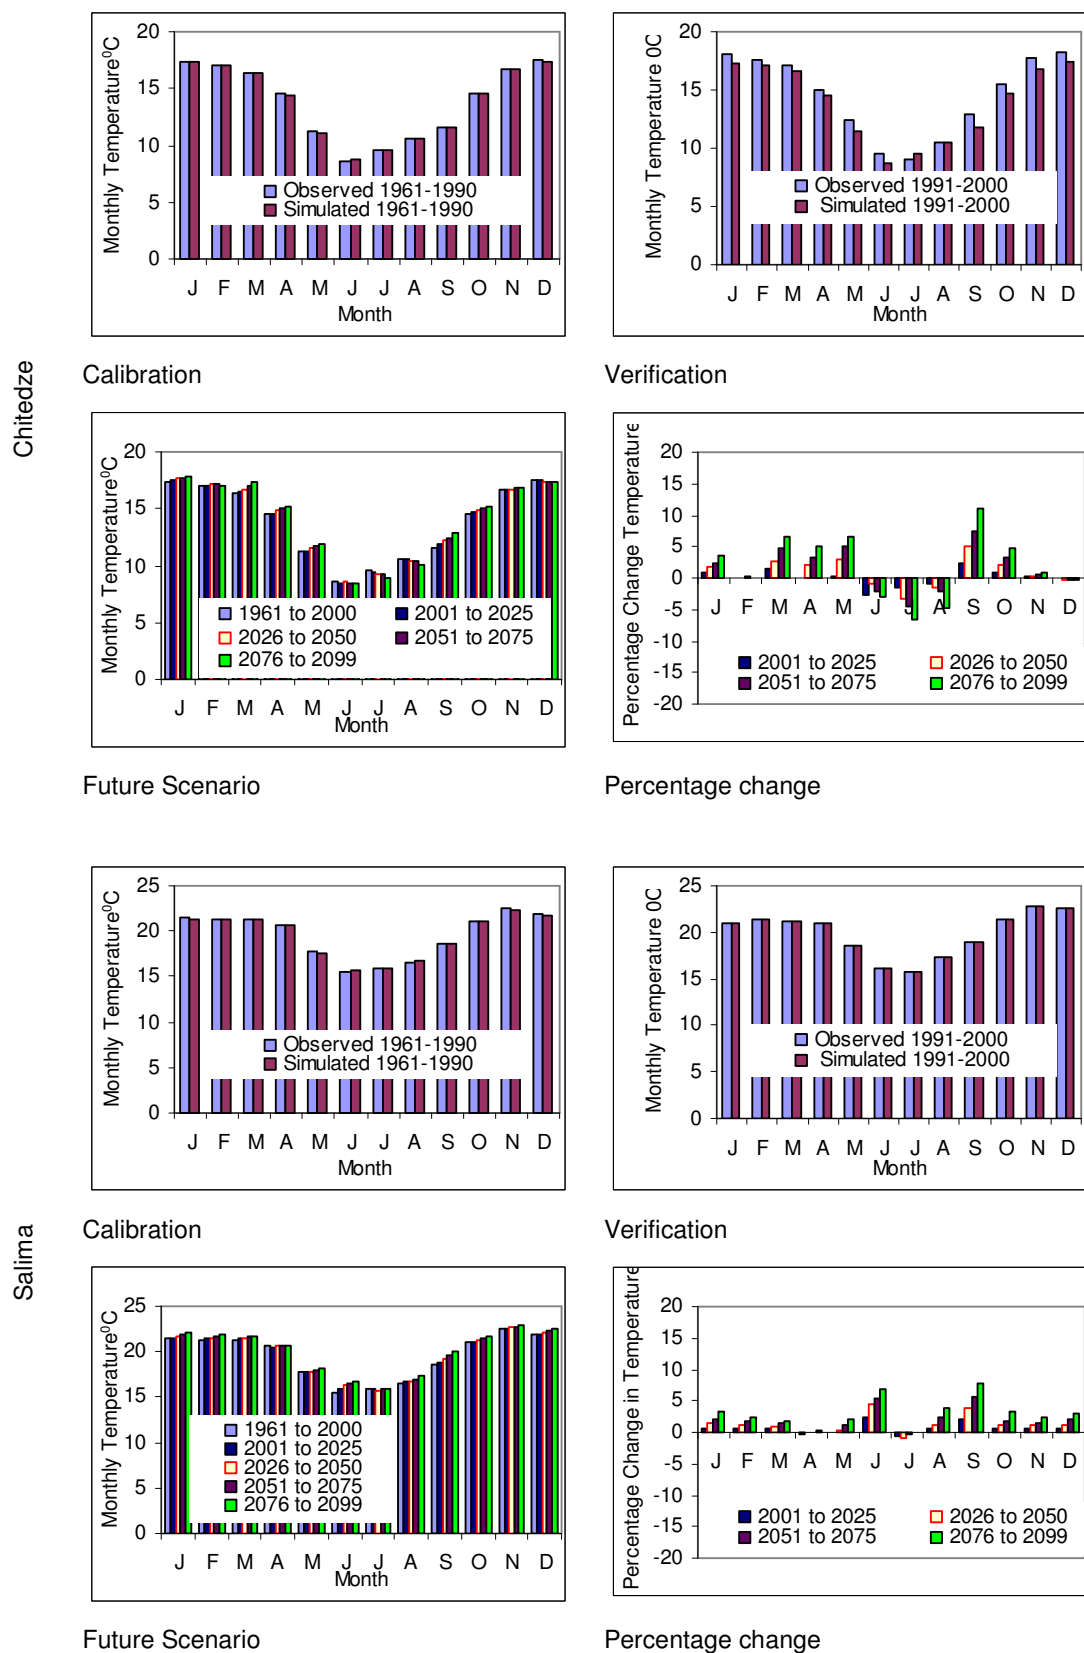 Chitedze
Monthly Temperature⁰C
20
15
10
5
0
Observed 1961-1990
Simulated 1961-1990
J F M A M J J A S O N D
Month
Calibration
Monthly Temperature 0C
20
15
10
5
0
Observed 1991-2000
Simulated 1991-2000
J F M A M J J A S O N D
Month
Verification
Monthly Temperature⁰C
20
15
10
5
0
1961 to 2000 2001 to 2025
2026 to 2050 2051 to 2075
2076 to 2099
J F M A M J J A S O N D
Month
Future Scenario
Percentage Change Temperature
20
15
10
5
0
-5
-10
-15
-20
J F M A M J J A S O N D
2001 to 2025 2026 to 2050
2051 to 2075 2076 to 2099
Percentage change
Salima
Monthly Temperature⁰C
25
20
15
10
5
0
Observed 1961-1990
Simulated 1961-1990
J F M A M J J A S O N D
Month
Calibration
Monthly Temperature 0C
25
20
15
10
5
0
Observed 1991-2000
Simulated 1991-2000
J F M A M J J A S O N D
Month
Verification
Monthly Temperature⁰C
25
20
15
10
5
0
1961 to 2000
2001 to 2025
2026 to 2050
2051 to 2075
2076 to 2099
J F M A M J J A S O N D
Month
Future Scenario
Percentage Change in Temperature
20
15
10
5
0
-5
-10
-15
-20
J F M A M J J A S O N D
2001 to 2025 2026 to 2050
2051 to 2075 2076 to 2099
Percentage change